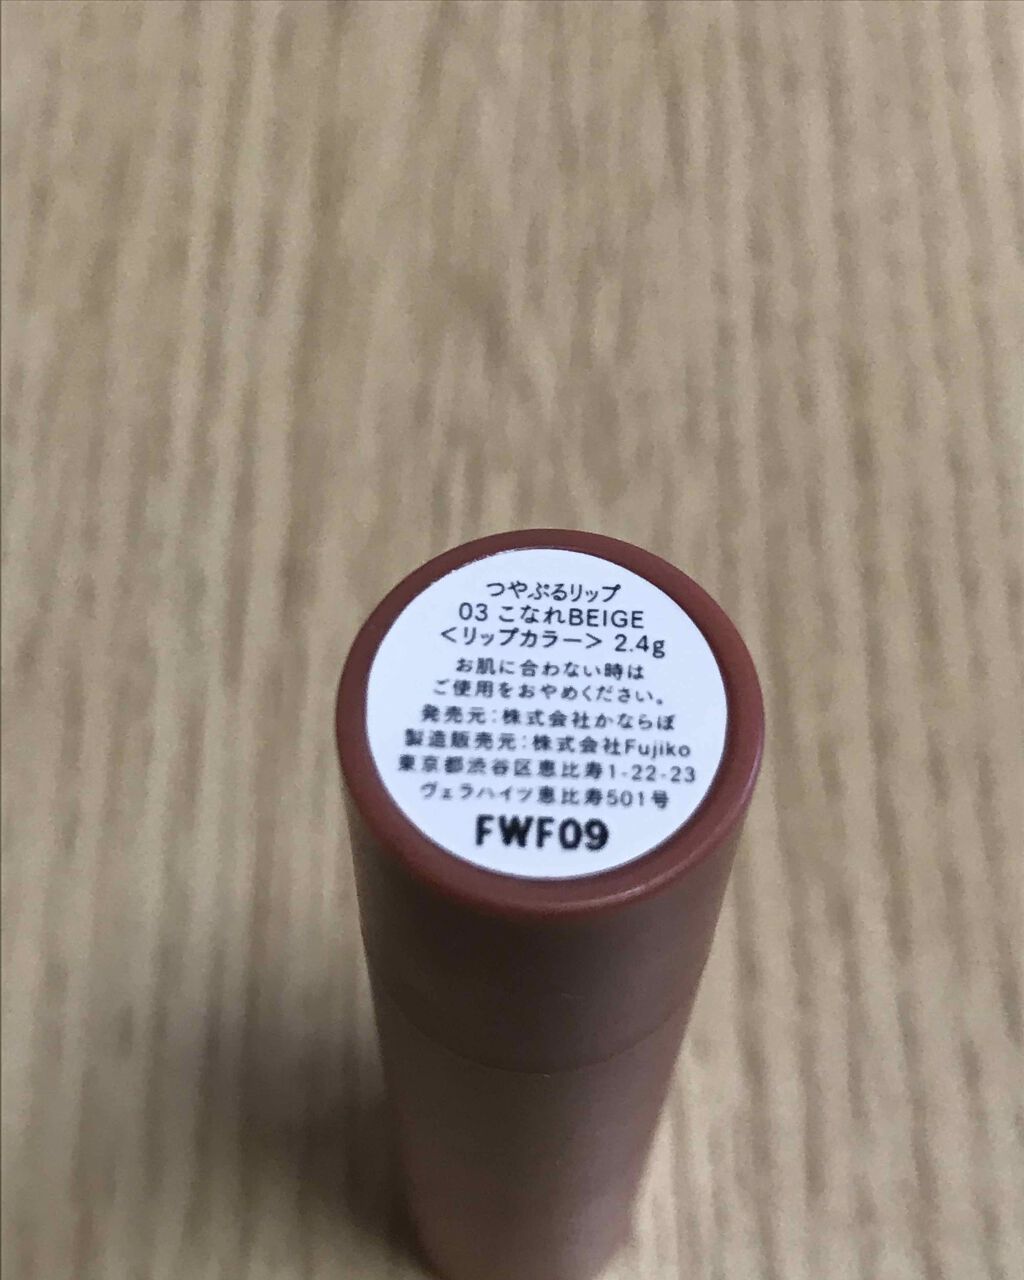 つやぷるリップ
03 こなれBEIGE
＜リップカラー＞ 2.4g
お肌に合わない時は
ご使用をおやめください。
発売元：株式会社かならぼ
製造販売元：株式会社Fujiko
東京都渋谷区恵比寿1-22-23
ヴェラハイツ恵比寿501号
FWF09